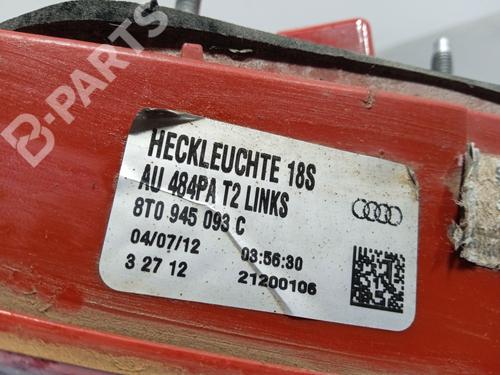 B-PARTS
HECKLEUCHTE 18S
AU 484PA T2 LINKS
8T0 945 093 C
04/07/12 03:56:30
3 27 12 21200106